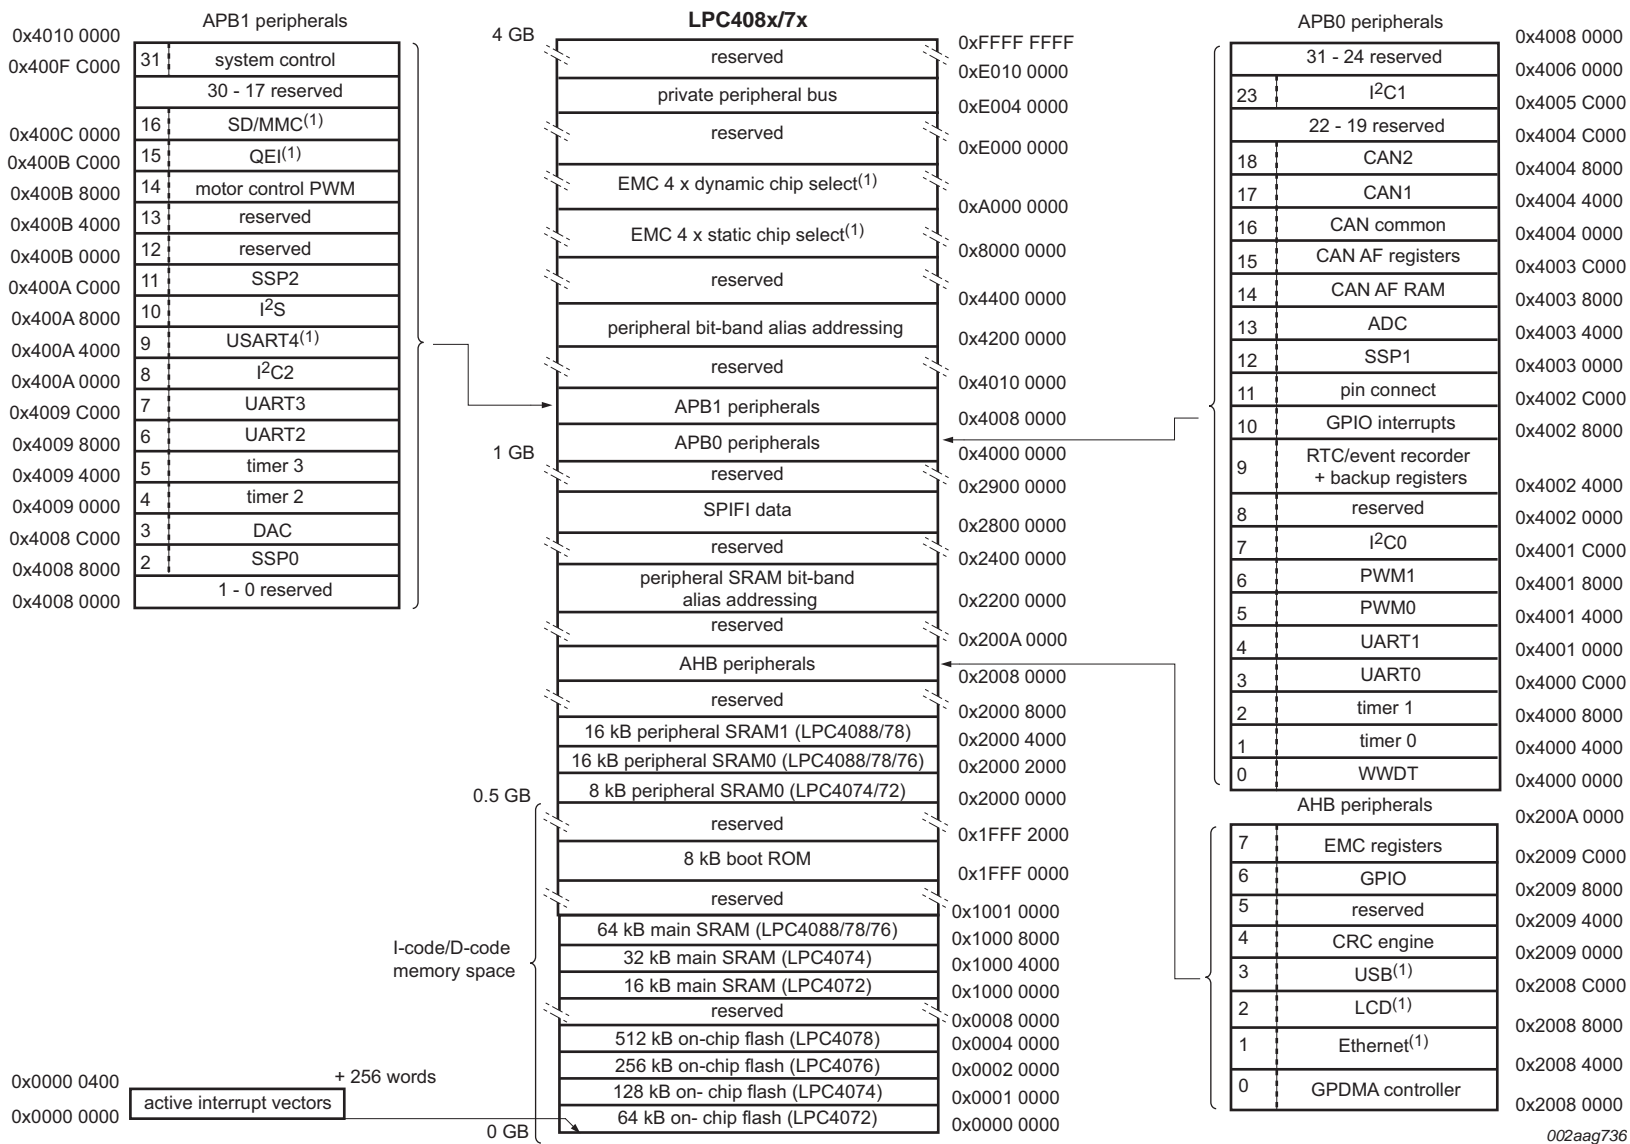 LPC408x/7x
APB1 peripherals
0x4010 0000
31 system control
0x400F C000
30 - 17 reserved
16 SD/MMC(1)
0x400C 0000
15 QEI(1)
0x400B C000
14 motor control PWM
0x400B 8000
13 reserved
0x400B 4000
12 reserved
0x400B 0000
11 SSP2
0x400A C000
10 I2S
0x400A 8000
9 USART4(1)
0x400A 4000
8 I2C2
0x400A 0000
7 UART3
0x4009 C000
6 UART2
0x4009 8000
5 timer 3
0x4009 4000
4 timer 2
0x4009 0000
3 DAC
0x4008 C000
2 SSP0
0x4008 8000
1 - 0 reserved
0x4008 0000
4 GB
0xFFFF FFFF
reserved
0xE010 0000
private peripheral bus
0xE004 0000
reserved
0xE000 0000
EMC 4 x dynamic chip select(1)
0xA000 0000
EMC 4 x static chip select(1)
0x8000 0000
reserved
0x4400 0000
peripheral bit-band alias addressing
0x4200 0000
reserved
0x4010 0000
APB1 peripherals
0x4008 0000
APB0 peripherals
1 GB
0x4000 0000
reserved
0x2900 0000
SPIFI data
0x2800 0000
reserved
0x2400 0000
peripheral SRAM bit-band
alias addressing
0x2200 0000
reserved
0x200A 0000
AHB peripherals
0x2008 0000
reserved
0x2000 8000
16 kB peripheral SRAM1 (LPC4088/78)
0x2000 4000
16 kB peripheral SRAM0 (LPC4088/78/76)
0x2000 2000
8 kB peripheral SRAM0 (LPC4074/72)
0.5 GB
0x2000 0000
reserved
0x1FFF 2000
8 kB boot ROM
0x1FFF 0000
reserved
0x1001 0000
64 kB main SRAM (LPC4088/78/76)
0x1000 8000
32 kB main SRAM (LPC4074)
0x1000 4000
16 kB main SRAM (LPC4072)
0x1000 0000
reserved
0x0008 0000
512 kB on-chip flash (LPC4078)
0x0004 0000
256 kB on-chip flash (LPC4076)
0x0002 0000
128 kB on- chip flash (LPC4074)
0x0001 0000
64 kB on- chip flash (LPC4072)
0 GB
0x0000 0000
I-code/D-code
memory space
+ 256 words
0x0000 0400
active interrupt vectors
0x0000 0000
APB0 peripherals
0x4008 0000
31 - 24 reserved
0x4006 0000
23 I2C1
0x4005 C000
22 - 19 reserved
0x4004 C000
18 CAN2
0x4004 8000
17 CAN1
0x4004 4000
16 CAN common
0x4004 0000
15 CAN AF registers
0x4003 C000
14 CAN AF RAM
0x4003 8000
13 ADC
0x4003 4000
12 SSP1
0x4003 0000
11 pin connect
0x4002 C000
10 GPIO interrupts
0x4002 8000
9 RTC/event recorder
+ backup registers
0x4002 4000
8 reserved
0x4002 0000
7 I2C0
0x4001 C000
6 PWM1
0x4001 8000
5 PWM0
0x4001 4000
4 UART1
0x4001 0000
3 UART0
0x4000 C000
2 timer 1
0x4000 8000
1 timer 0
0x4000 4000
0 WWDT
0x4000 0000
AHB peripherals
0x200A 0000
7 EMC registers
0x2009 C000
6 GPIO
0x2009 8000
5 reserved
0x2009 4000
4 CRC engine
0x2009 0000
3 USB(1)
0x2008 C000
2 LCD(1)
0x2008 8000
1 Ethernet(1)
0x2008 4000
0 GPDMA controller
0x2008 0000
002aag736